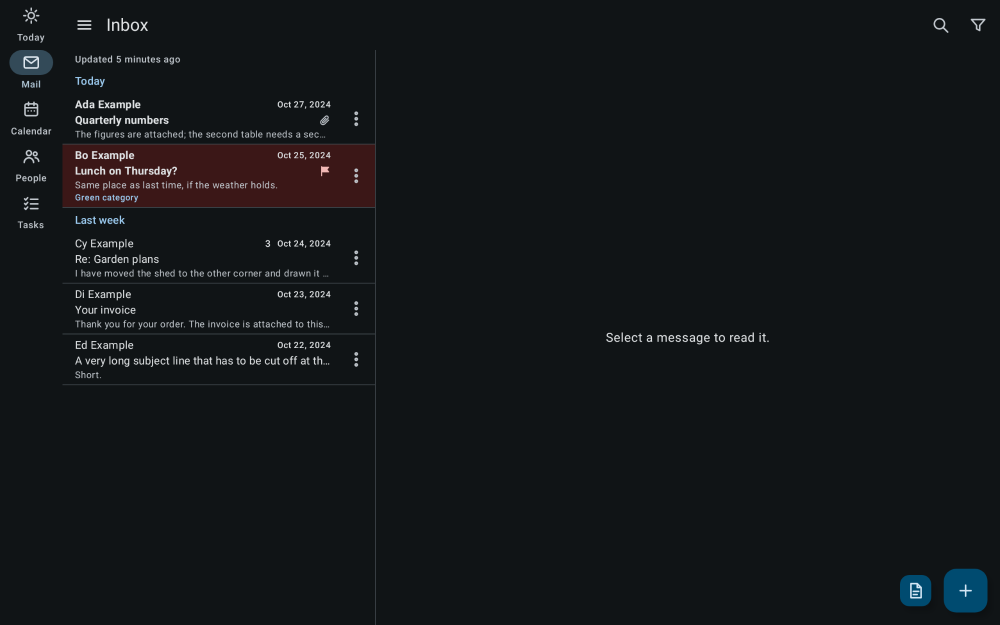 Today
Mail
Calendar
People
Tasks
Inbox
Updated 5 minutes ago
Today
Ada Example Oct 27, 2024
Quarterly numbers
The figures are attached; the second table needs a sec…
Bo Example Oct 25, 2024
Lunch on Thursday?
Same place as last time, if the weather holds.
Green category
Last week
Cy Example 3 Oct 24, 2024
Re: Garden plans
I have moved the shed to the other corner and drawn it …
Di Example Oct 23, 2024
Your invoice
Thank you for your order. The invoice is attached to this…
Ed Example Oct 22, 2024
A very long subject line that has to be cut off at th…
Short.
Select a message to read it.